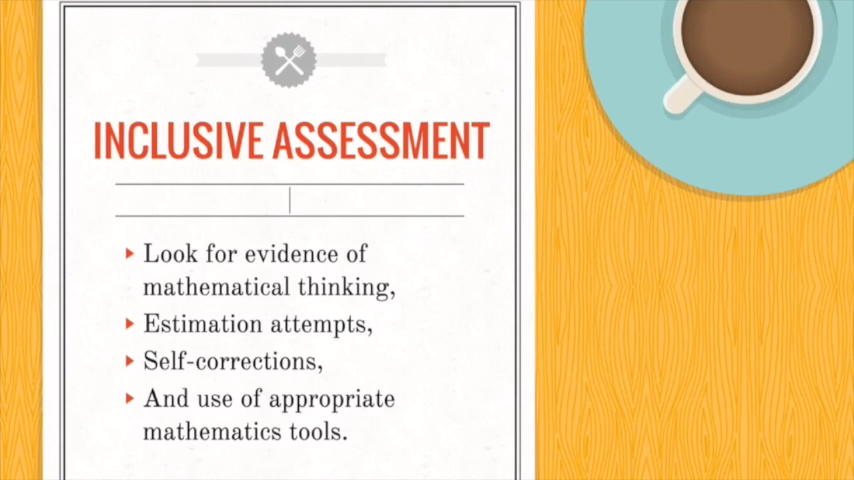 INCLUSIVE ASSESSMENT
Look for evidence of
mathematical thinking,
Estimation attempts,
Self-corrections,
And use of appropriate
mathematics tools.